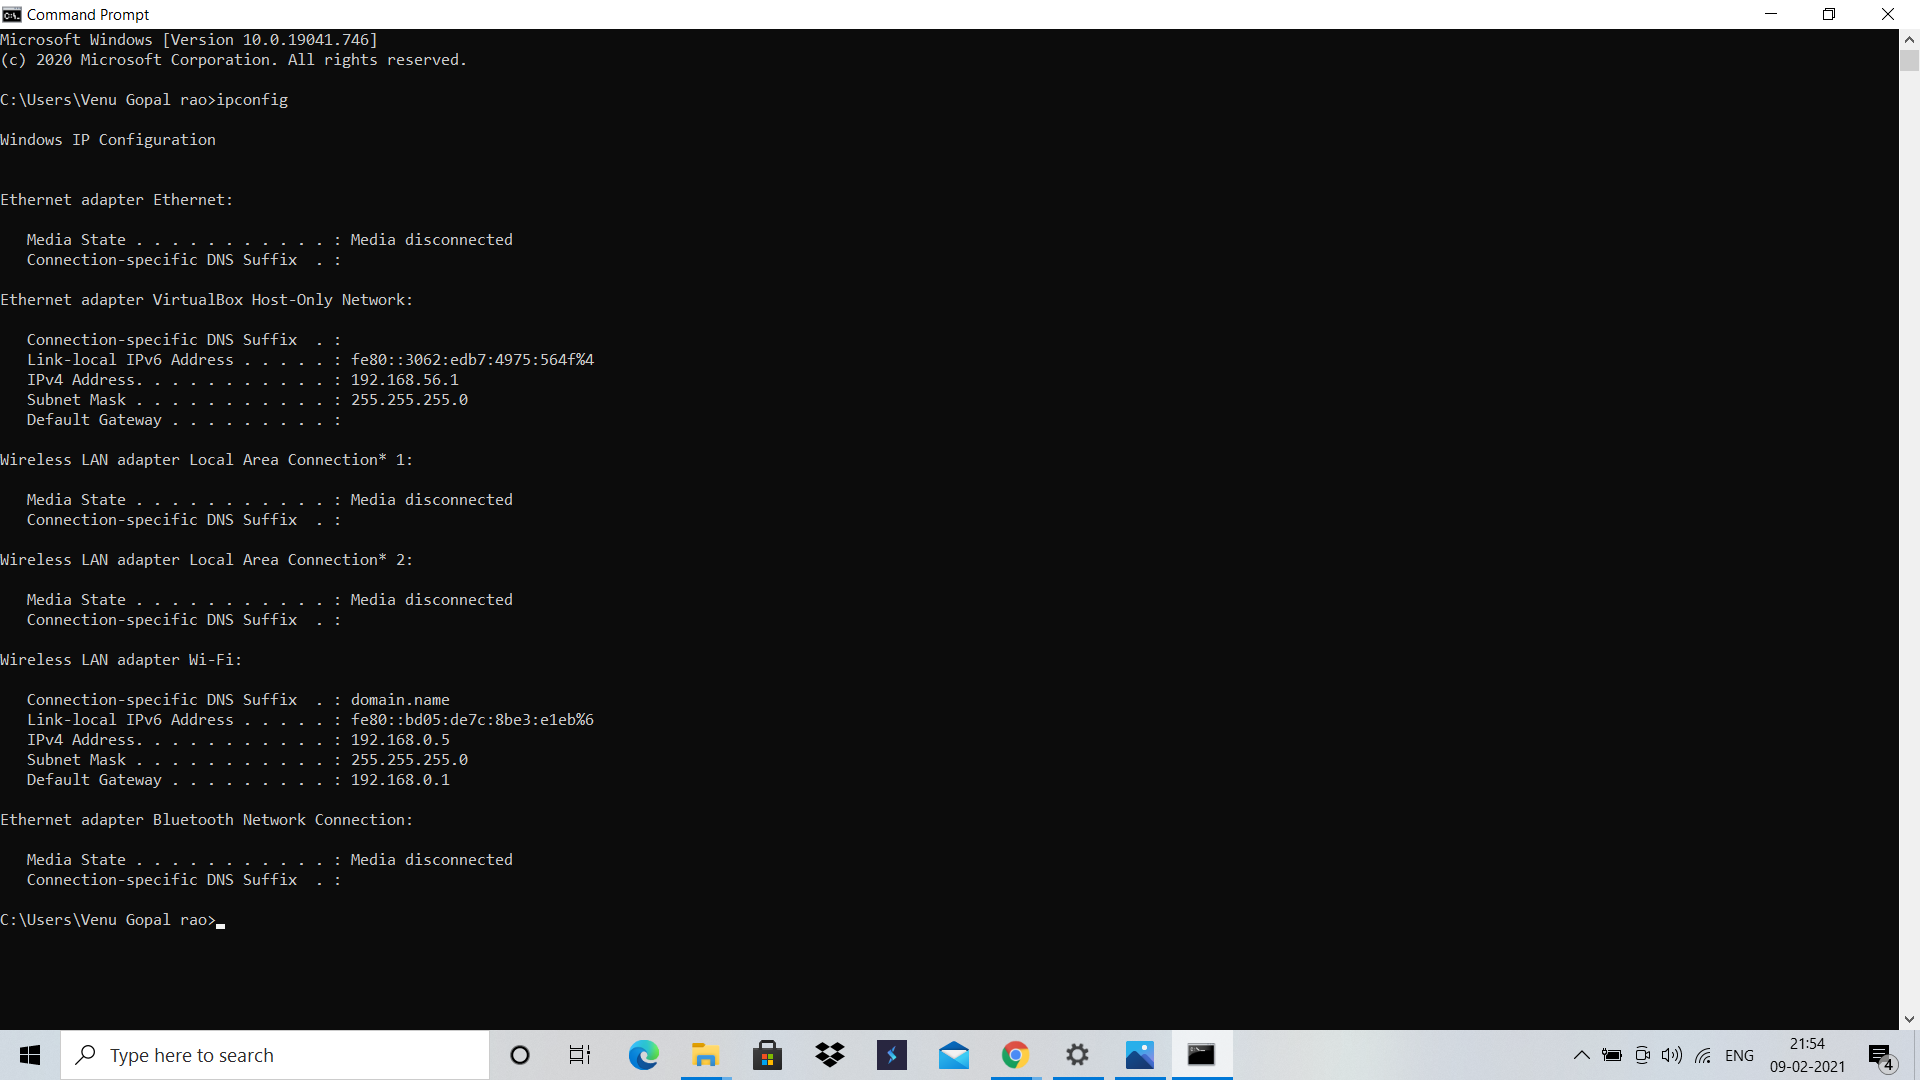 Command Prompt
Microsoft Windows [Version 10.0.19041.746]
(c) 2020 Microsoft Corporation. All rights reserved.
C:\Users\Venu Gopal rao>ipconfig
Windows IP Configuration
Ethernet adapter Ethernet:
Media State . . . . . . . . . . . : Media disconnected
Connection-specific DNS Suffix  . :
Ethernet adapter VirtualBox Host-Only Network:
Connection-specific DNS Suffix  . :
Link-local IPv6 Address . . . . . : fe80::3062:edb7:4975:564f%4
IPv4 Address. . . . . . . . . . . : 192.168.56.1
Subnet Mask . . . . . . . . . . . : 255.255.255.0
Default Gateway . . . . . . . . . :
Wireless LAN adapter Local Area Connection* 1:
Media State . . . . . . . . . . . : Media disconnected
Connection-specific DNS Suffix  . :
Wireless LAN adapter Local Area Connection* 2:
Media State . . . . . . . . . . . : Media disconnected
Connection-specific DNS Suffix  . :
Wireless LAN adapter Wi-Fi:
Connection-specific DNS Suffix  . : domain.name
Link-local IPv6 Address . . . . . : fe80::bd05:de7c:8be3:e1eb%6
IPv4 Address. . . . . . . . . . . : 192.168.0.5
Subnet Mask . . . . . . . . . . . : 255.255.255.0
Default Gateway . . . . . . . . . : 192.168.0.1
Ethernet adapter Bluetooth Network Connection:
Media State . . . . . . . . . . . : Media disconnected
Connection-specific DNS Suffix  . :
C:\Users\Venu Gopal rao>
Type here to search
ENG
21:54
09-02-2021
4